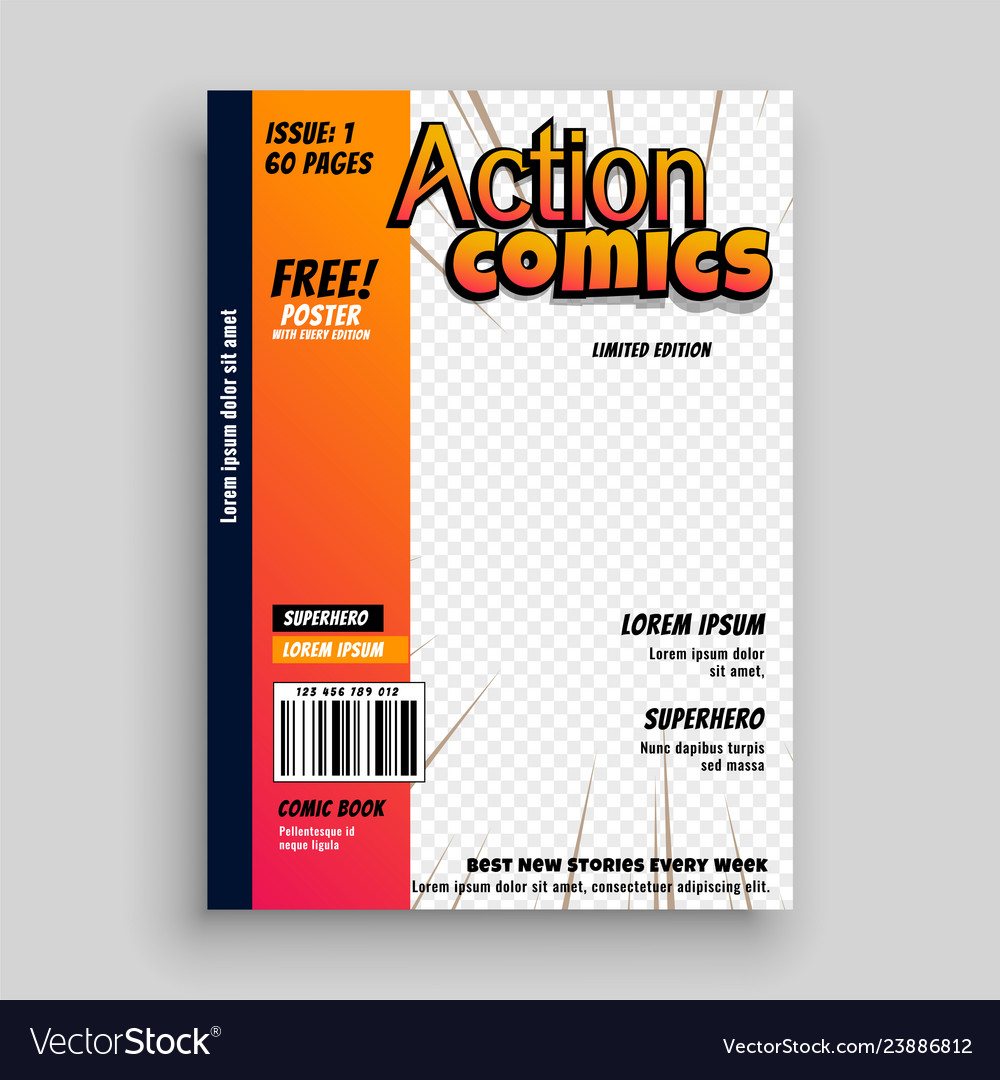 ISSUE: 1
60 PAGES
Action
comics
FREE!
POSTER
WITH EVERY EDITION
LIMITED EDITION
Lorem ipsum dolor sit amet
SUPERHERO
LOREM IPSUM
123 456 789 012
COMIC BOOK
Pellentesque id
neque ligula
LOREM IPSUM
Lorem ipsum dolor
sit amet,
SUPERHERO
Nunc dapibus turpis
sed massa
Best New Stories Every Week
Lorem ipsum dolor sit amet, consectetuer adipiscing elit.
VectorStock®
VectorStock.com/23886812